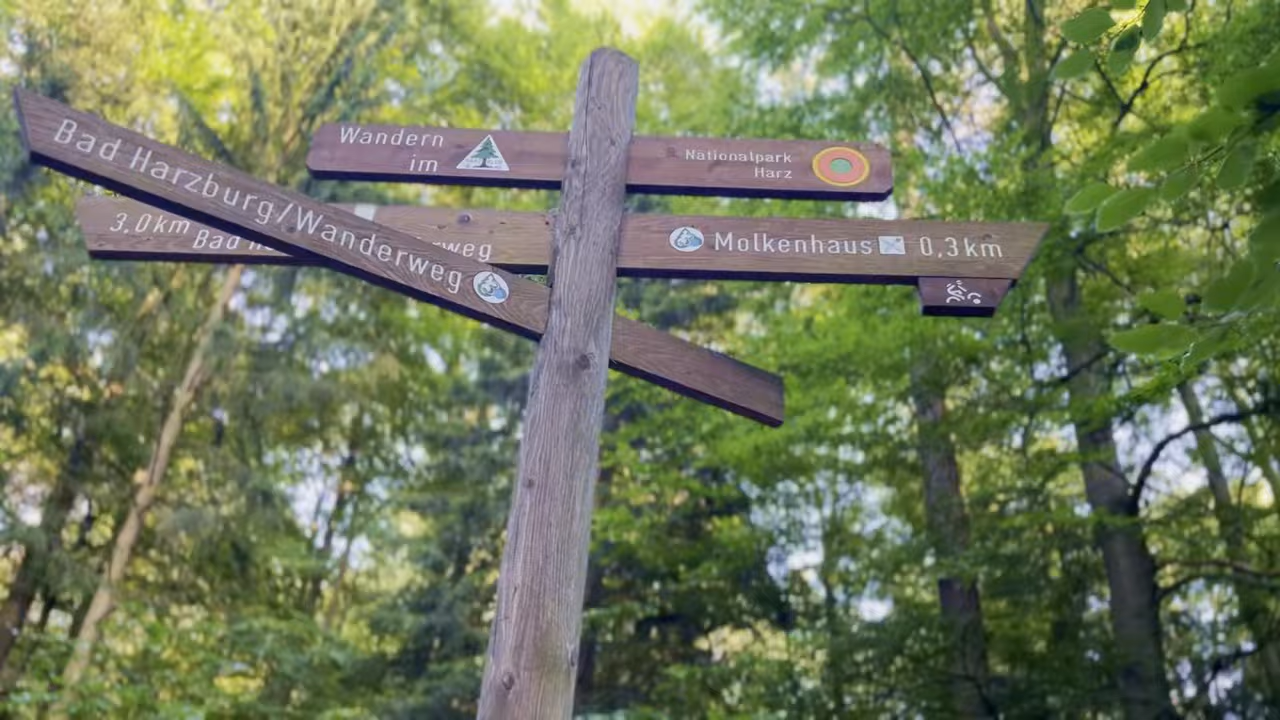 Wandern
im
Nationalpark
Harz
Bad Harzburg/Wanderweg
3,0km
Bad
weg
Molkenhaus 0,3km